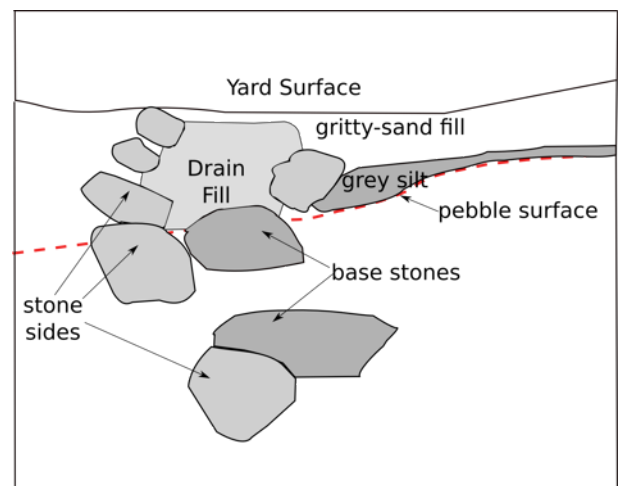 Yard Surface
gritty-sand fill
Drain
Fill
grey silt
pebble surface
base stones
stone
sides